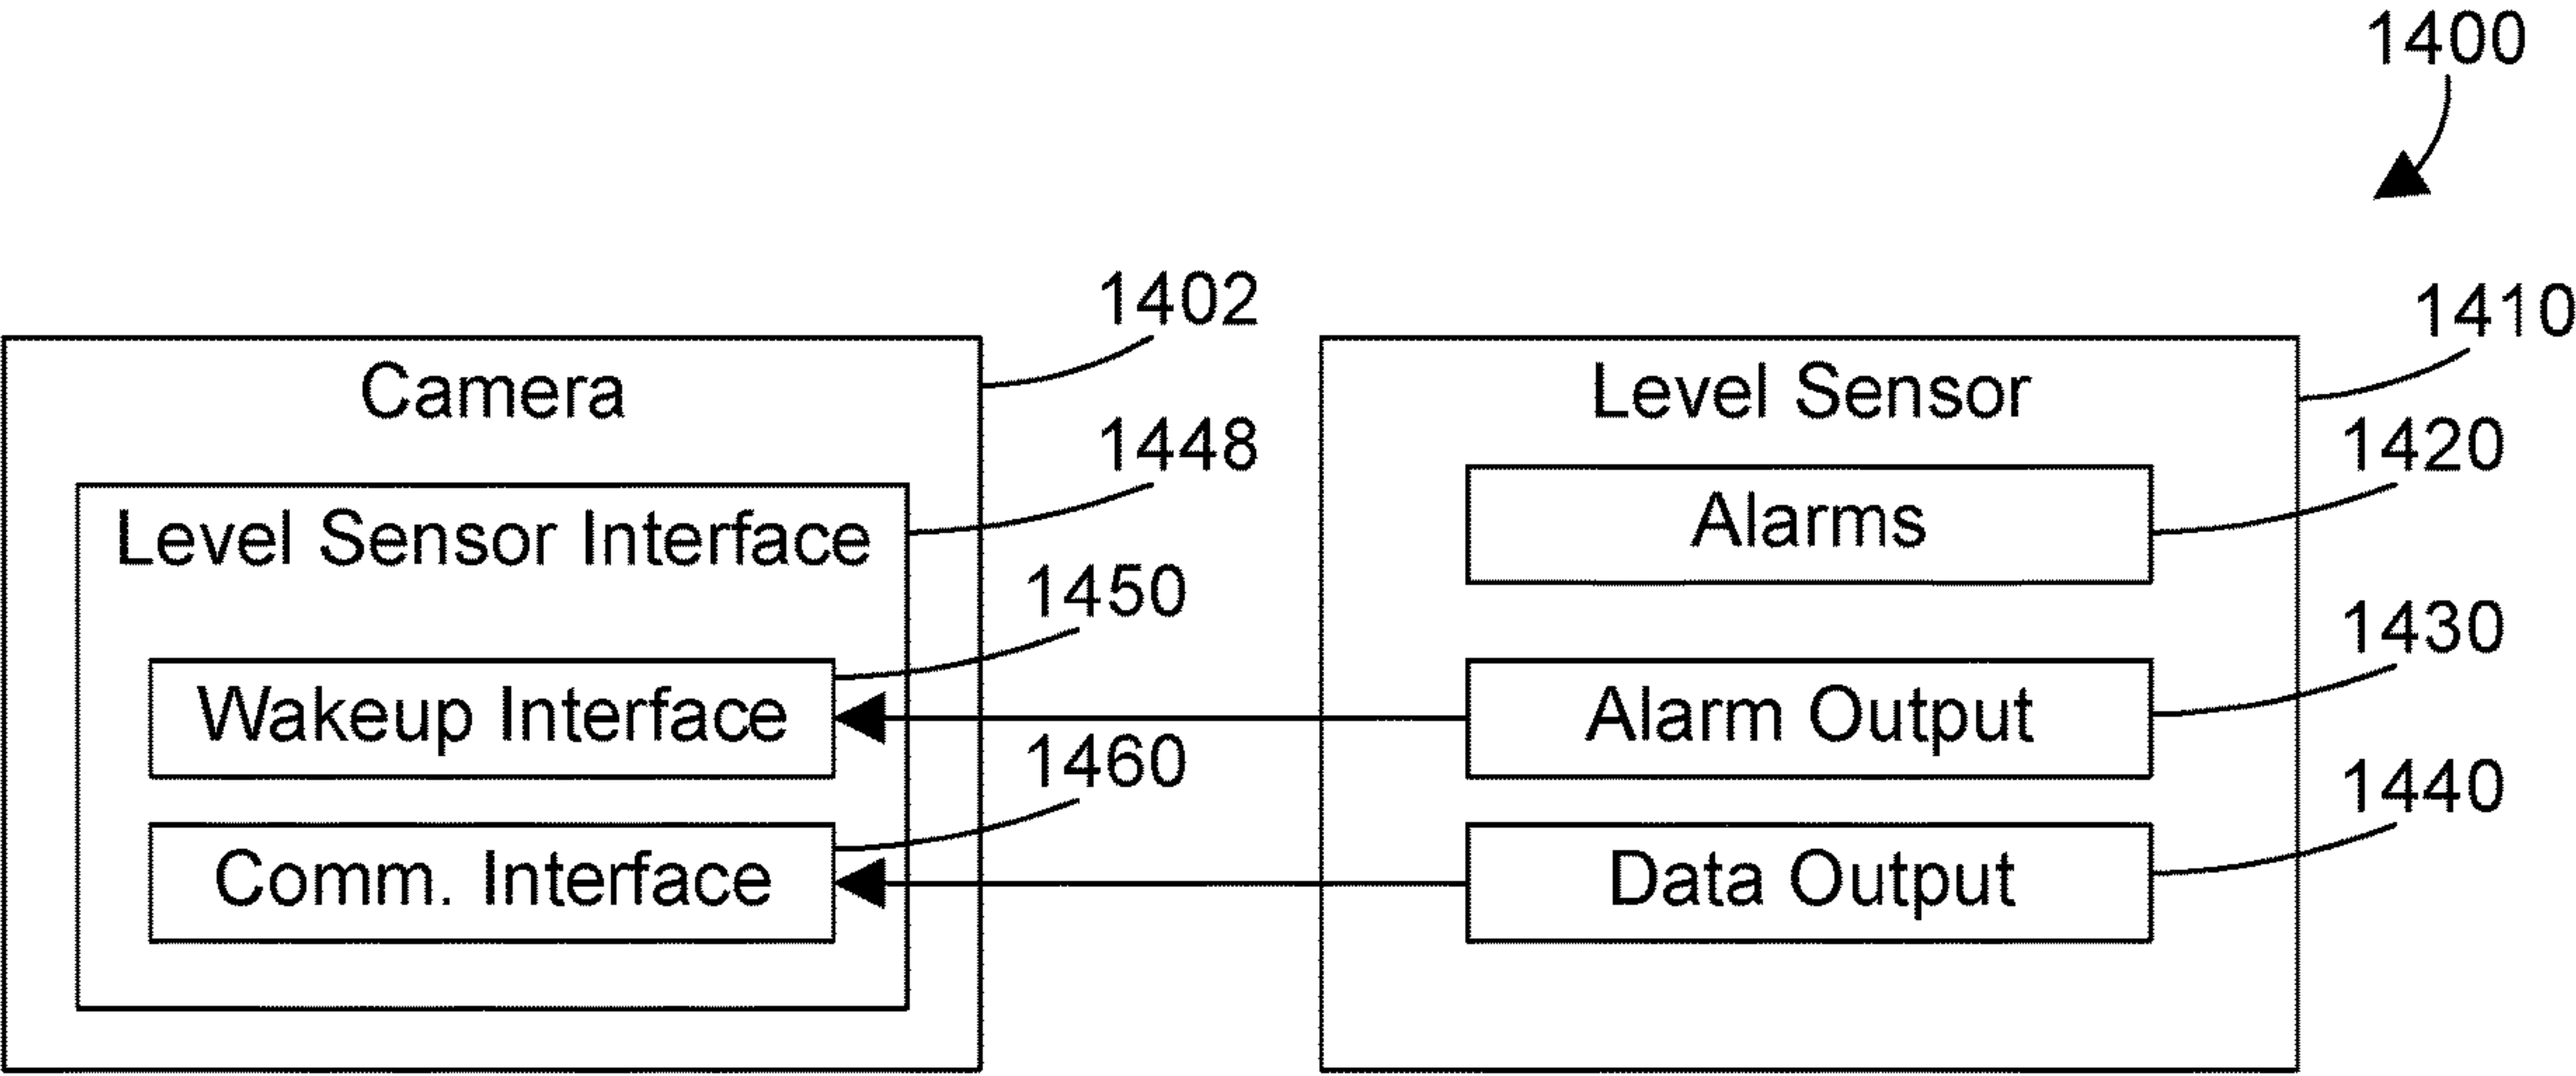 1400
1402
1410
Camera
Level Sensor
1448
1420
Level Sensor Interface
Alarms
1450
1430
Wakeup Interface
Alarm Output
1460
1440
Comm. Interface
Data Output